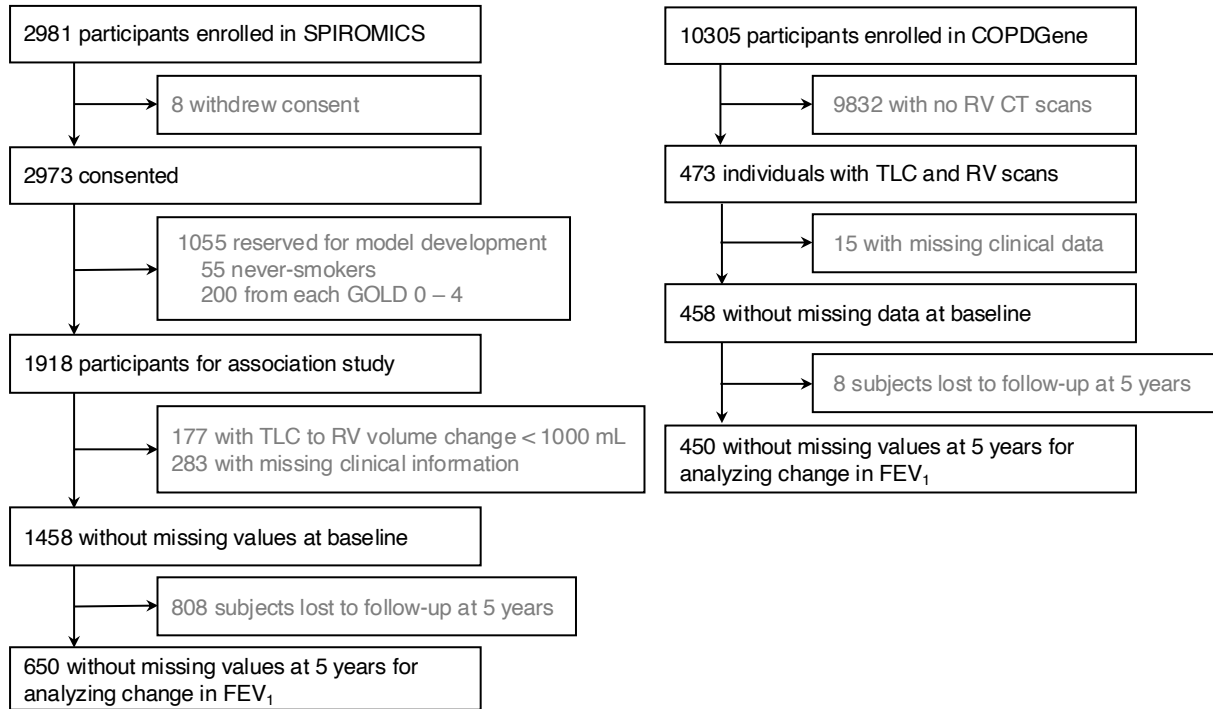 2981 participants enrolled in SPIROMICS
8 withdrew consent
2973 consented
1055 reserved for model development
55 never-smokers
200 from each GOLD 0 – 4
1918 participants for association study
177 with TLC to RV volume change < 1000 mL
283 with missing clinical information
1458 without missing values at baseline
808 subjects lost to follow-up at 5 years
650 without missing values at 5 years for
analyzing change in FEV₁
10305 participants enrolled in COPDGene
9832 with no RV CT scans
473 individuals with TLC and RV scans
15 with missing clinical data
458 without missing data at baseline
8 subjects lost to follow-up at 5 years
450 without missing values at 5 years for
analyzing change in FEV₁